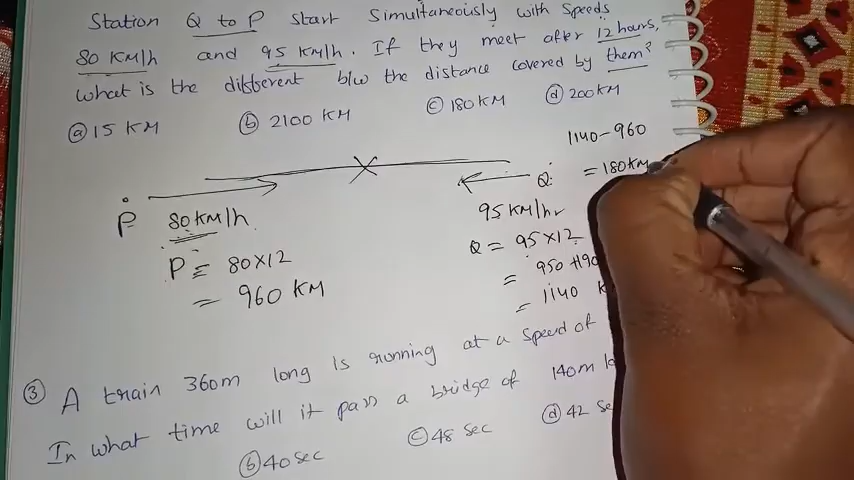 Station Q to P start Simultaneously with Speeds
80 KM/h and 95 KM/h. If they meet after 12 hours,
what is the different b/w the distance covered by them?
ⓐ 15 KM ⓑ 2100 KM ⓒ 180 KM ⓓ 200 KM
1140-960
= 180 KM
P Q
80 KM/h 95 KM/hr
P = 80×12 Q = 95×12
= 960 KM = 950+190
= 1140 K
③ A train 360m long is running at a speed of
In what time will it pass a bridge of 140m lo
ⓑ 40 sec ⓒ 48 sec ⓓ 42 Se